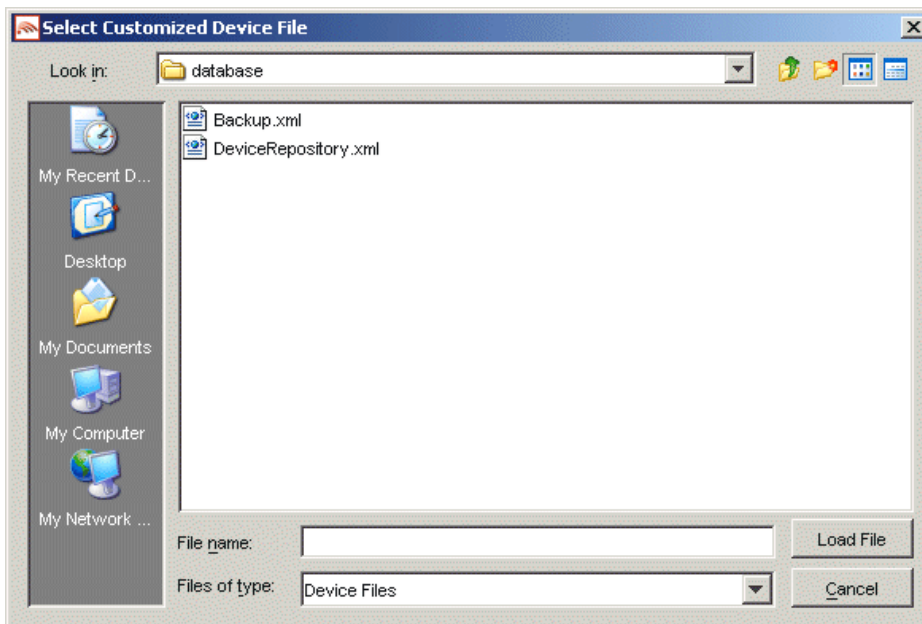 Select Customized Device File
Look in: database
Backup.xml
DeviceRepository.xml
My Recent D...
Desktop
My Documents
My Computer
My Network ...
File name:
Load File
Files of type: Device Files
Cancel